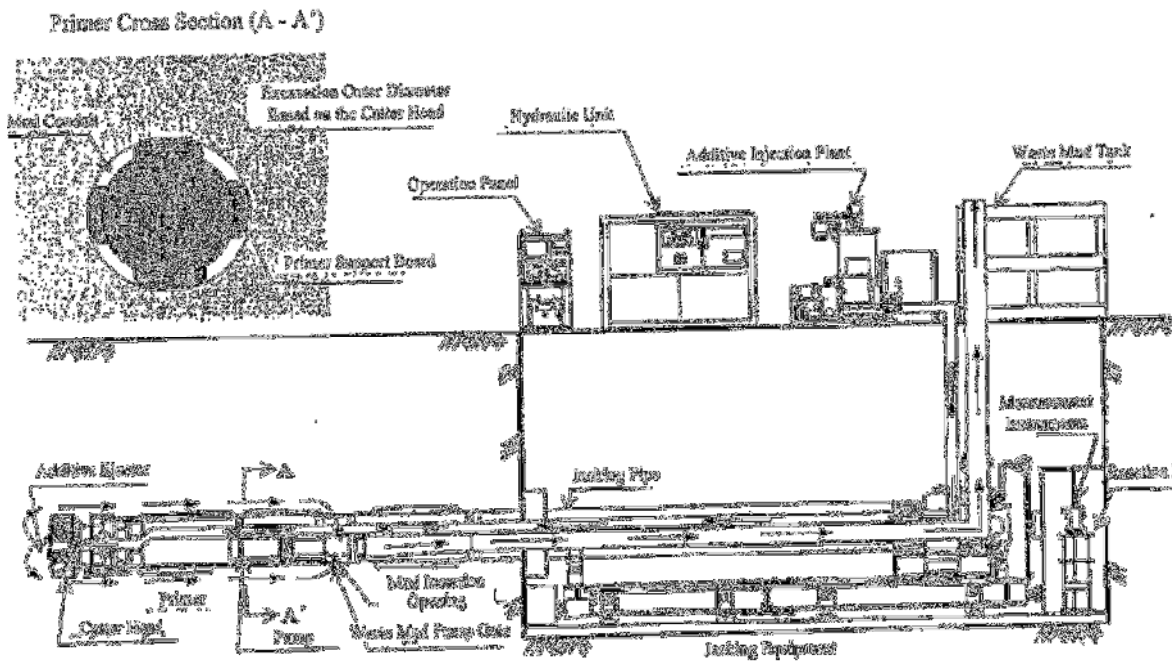 Primer Cross Section (A - A')
Mud Conduit
Excavation Outer Diameter
Based on the Cutter Head
Primer Support Board
Operation Panel
Hydraulic Unit
Additive Injection Plant
Waste Mud Tank
Measurement
Instrument
Additive Ejector
A
Jacking Pipe
Cutter Head
Primer
A'
Pump
Waste Mud Pump Gate
Mud Insertion
Opening
Jacking Equipment